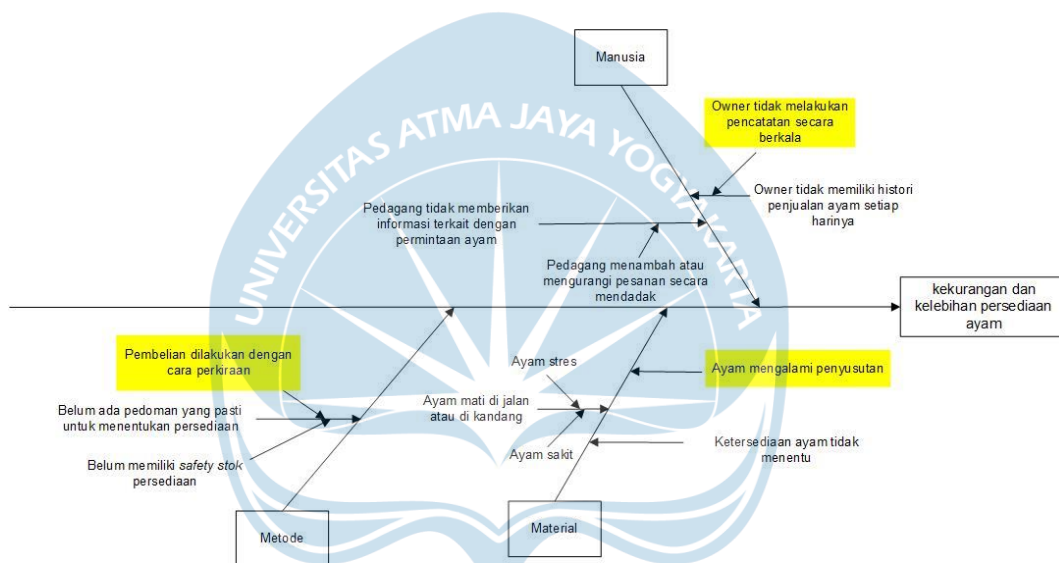 Manusia
Owner tidak melakukan
pencatatan secara
berkala
Owner tidak memiliki histori
penjualan ayam setiap
harinya
Pedagang tidak memberikan
informasi terkait dengan
permintaan ayam
Pedagang menambah atau
mengurangi pesanan secara
mendadak
kekurangan dan
kelebihan persediaan
ayam
Pembelian dilakukan dengan
cara perkiraan
Belum ada pedoman yang pasti
untuk menentukan persediaan
Belum memiliki safety stok
persediaan
Metode
Ayam stres
Ayam mati di jalan
atau di kandang
Ayam sakit
Ayam mengalami penyusutan
Ketersediaan ayam tidak
menentu
Material
UNIVERSITAS ATMA JAYA YOGYAKARTA